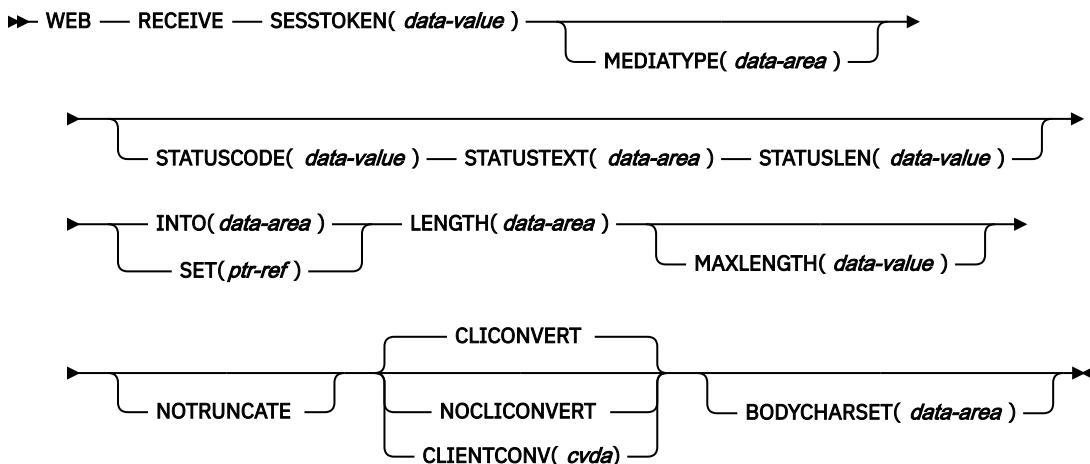 WEB RECEIVE SESSTOKEN( data-value )
MEDIATYPE( data-area )
STATUSCODE( data-value ) STATUSTEXT( data-area ) STATUSLEN( data-value )
INTO( data-area ) LENGTH( data-area )
SET( ptr-ref ) MAXLENGTH( data-value )
CLICONVERT
NOTRUNCATE NOCLICONVERT BODYCHARSET( data-area )
CLIENTCONV( cvda)